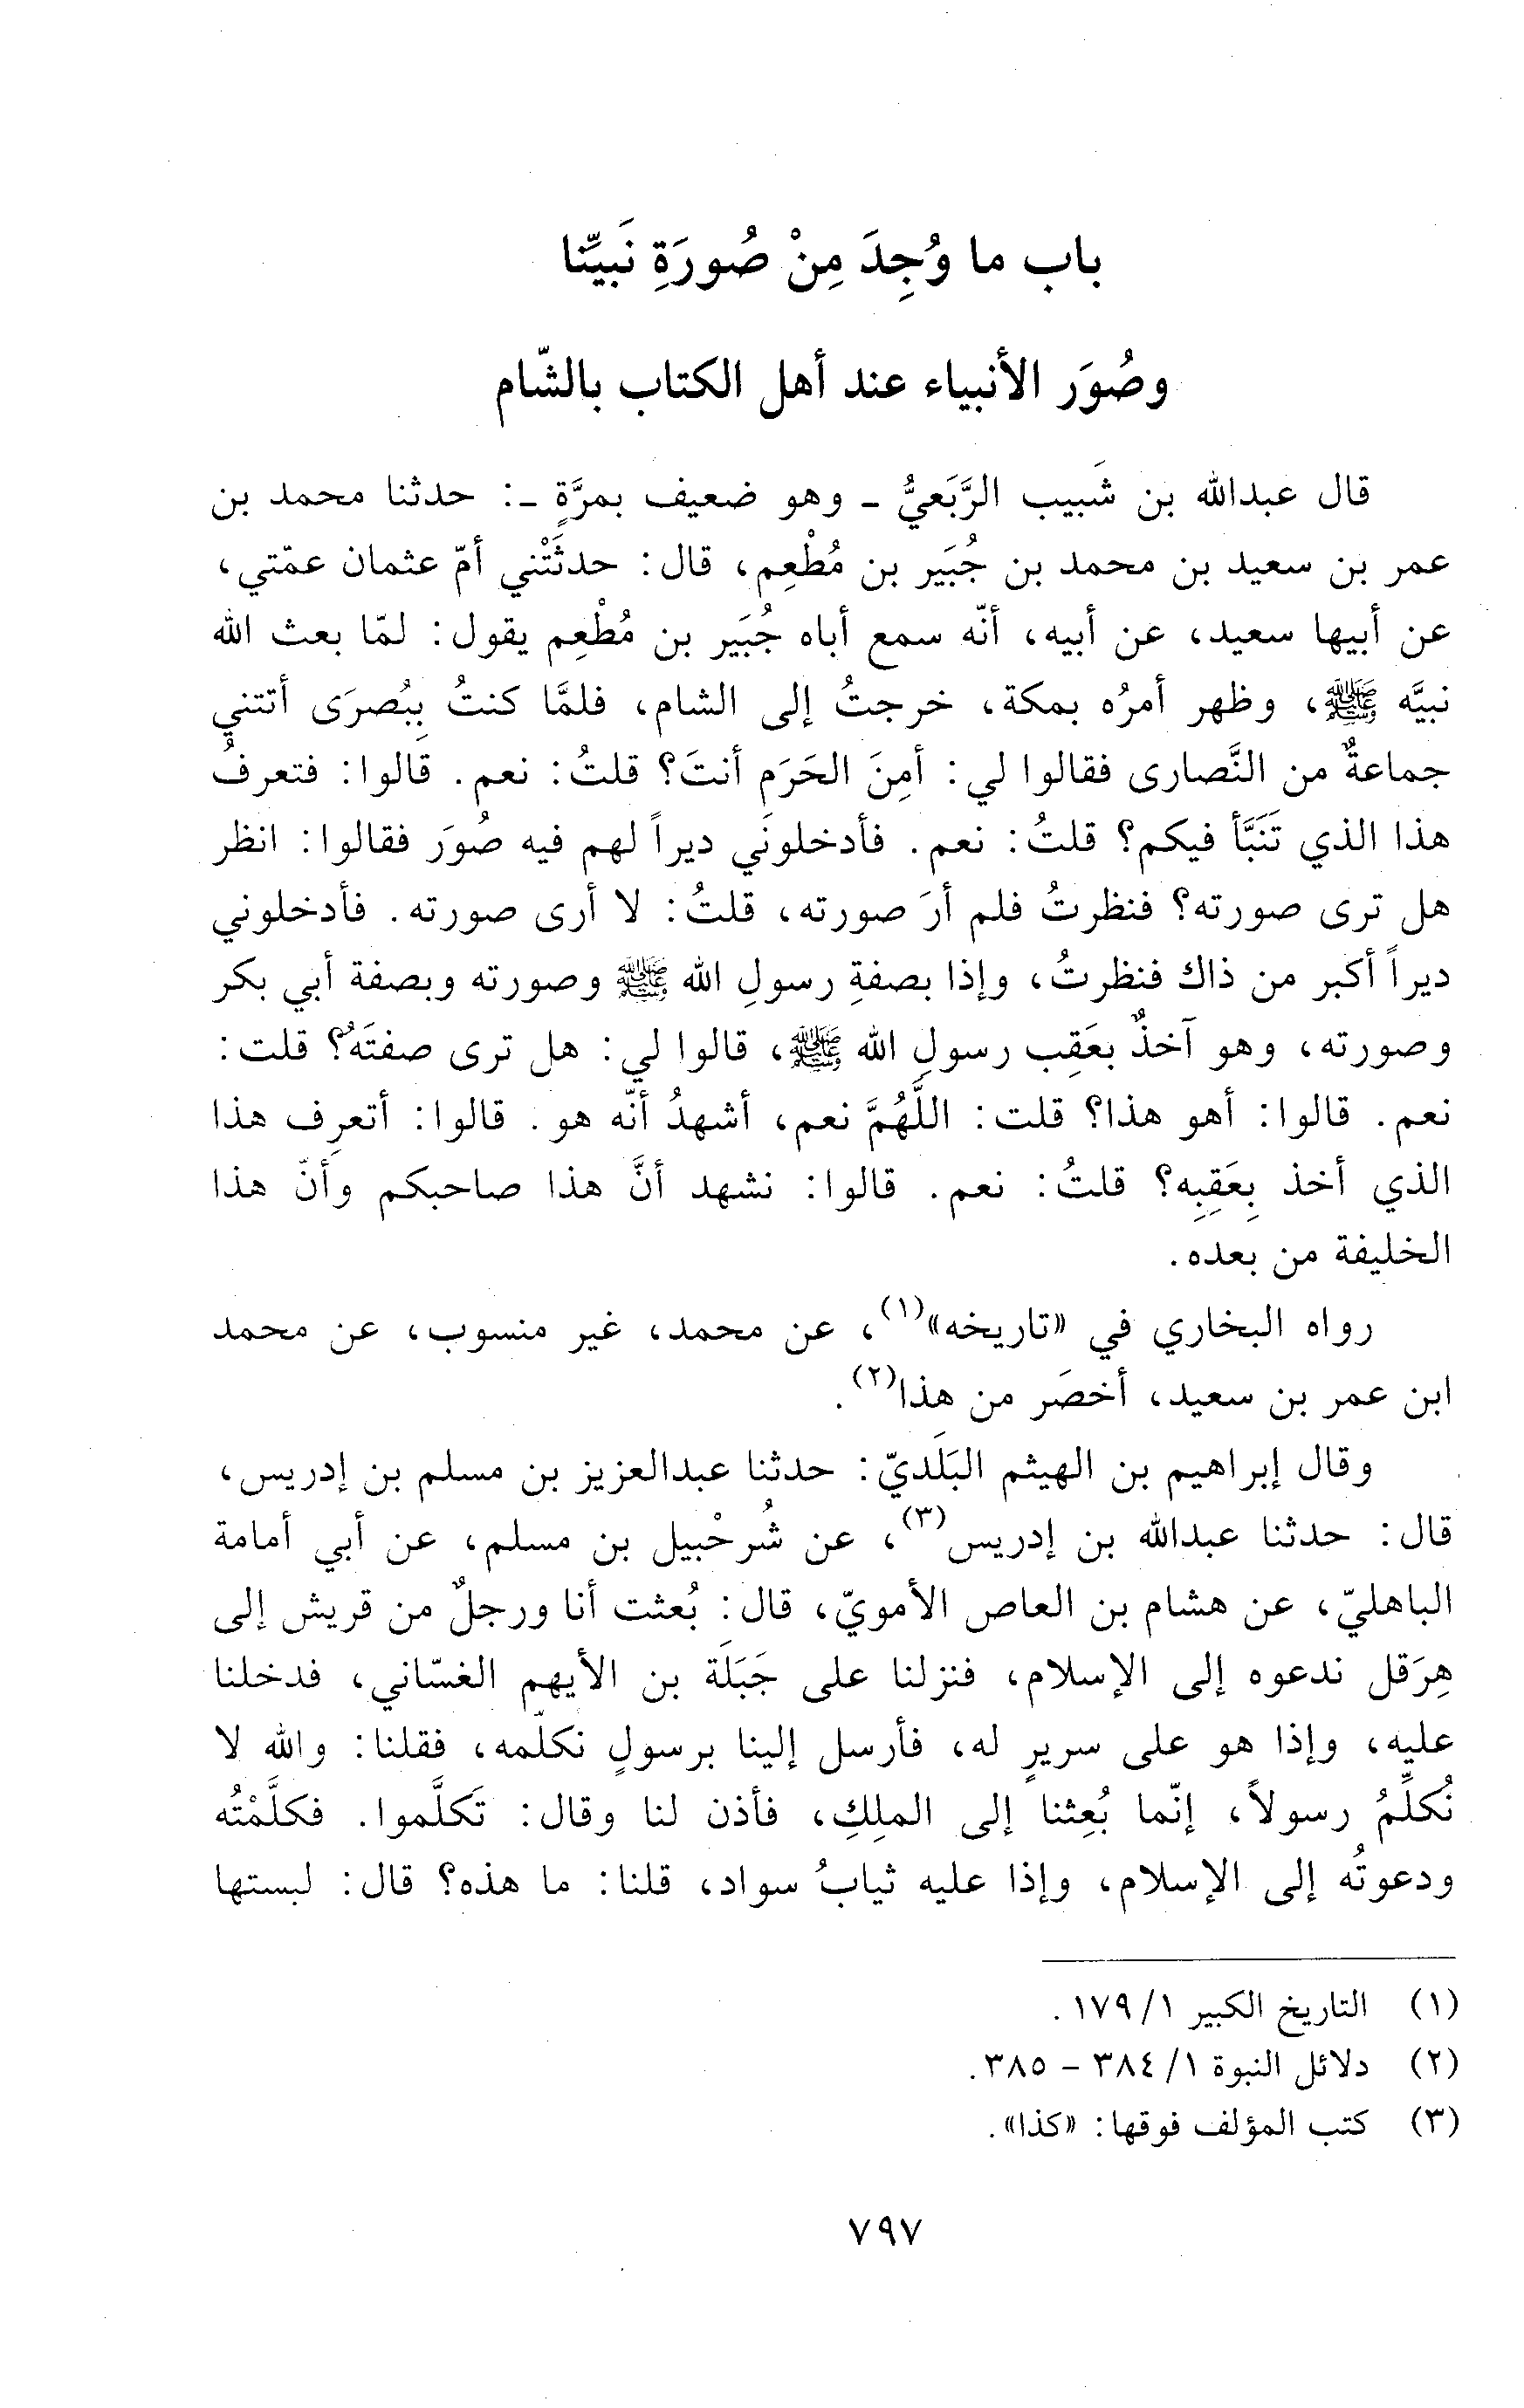 باب ما وُجِدَ مِنْ صُورَةِ نَبيِّنا
وصُوَر الأنبياء عند أهل الكتاب بالشّام
قال عبدالله بن شَبيب الرَّبَعيُّ ـ وهو ضعيف بمرَّةٍ ـ: حدثنا محمد بن
عمر بن سعيد بن محمد بن جُبَير بن مُطْعِم، قال: حدثَتْني أمّ عثمان عمّتي،
عن أبيها سعيد، عن أبيه، أنّه سمع أباه جُبَير بن مُطْعِم يقول: لمّا بعث الله
نبيَّه ﷺ، وظهر أمرُه بمكة، خرجتُ إلى الشام، فلمَّا كنتُ بِبُصرَى أتتني
جماعةٌ من النَّصارى فقالوا لي: أمِنَ الحَرَم أنتَ؟ قلتُ: نعم. قالوا: فتعرفُ
هذا الذي تَنَبَّأ فيكم؟ قلتُ: نعم. فأدخلوني ديراً لهم فيه صُوَر فقالوا: انظر
هل ترى صورته؟ فنظرتُ فلم أرَ صورته، قلتُ: لا أرى صورته. فأدخلوني
ديراً أكبر من ذاك فنظرتُ، وإذا بصفةِ رسولِ الله ﷺ وصورته وبصفة أبي بكر
وصورته، وهو آخذٌ بعَقِب رسولِ الله ﷺ، قالوا لي: هل ترى صفتَهُ؟ قلت:
نعم. قالوا: أهو هذا؟ قلت: اللَّهُمَّ نعم، أشهدُ أنّه هو. قالوا: أتعرِف هذا
الذي أخذ بِعَقِبِه؟ قلتُ: نعم. قالوا: نشهد أنَّ هذا صاحبكم وأنّ هذا
الخليفة من بعده.
رواه البخاري في «تاريخه»(١)، عن محمد، غير منسوب، عن محمد
ابن عمر بن سعيد، أخصَر من هذا(٢).
وقال إبراهيم بن الهيثم البَلَديّ: حدثنا عبدالعزيز بن مسلم بن إدريس،
قال: حدثنا عبدالله بن إدريس(٣)، عن شُرحْبيل بن مسلم، عن أبي أمامة
الباهليّ، عن هشام بن العاص الأمويّ، قال: بُعثت أنا ورجلٌ من قريش إلى
هِرَقل ندعوه إلى الإسلام، فنزلنا على جَبَلَة بن الأيهم الغسّاني، فدخلنا
عليه، وإذا هو على سريرٍ له، فأرسل إلينا برسولٍ نكلّمه، فقلنا: والله لا
نُكلِّمُ رسولاً، إنّما بُعِثنا إلى الملِكِ، فأذن لنا وقال: تَكلَّموا. فكلَّمْتُه
ودعوتُه إلى الإسلام، وإذا عليه ثيابُ سواد، قلنا: ما هذه؟ قال: لبستها
(١) التاريخ الكبير ١/ ١٧٩.
(٢) دلائل النبوة ١/ ٣٨٤ - ٣٨٥.
(٣) كتب المؤلف فوقها: «كذا».
٧٩٧